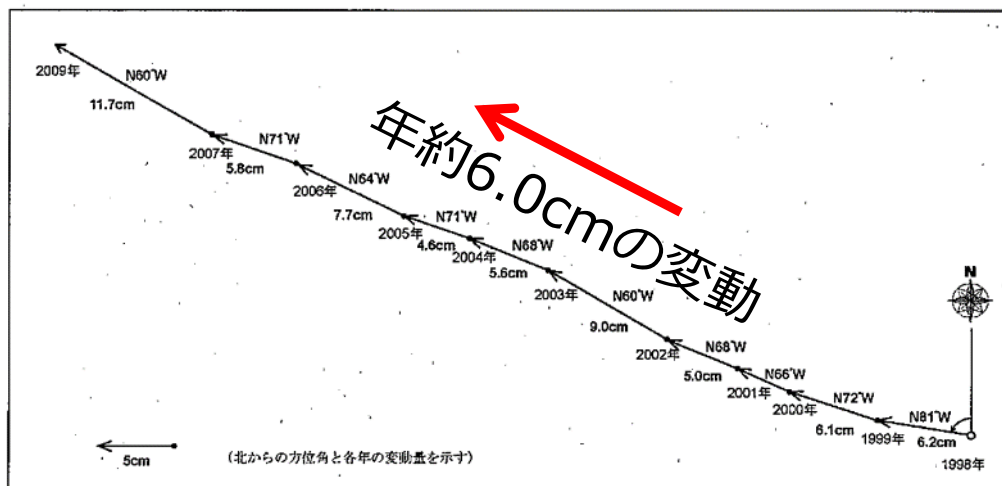 2009年
N60°W
11.7cm
2007年
N71°W
5.8cm
2006年
N64°W
7.7cm
2005年
N71°W
4.6cm
2004年
N68°W
5.6cm
2003年
N60°W
9.0cm
2002年
N68°W
5.0cm
2001年
N66°W
2000年
N72°W
6.1cm
1999年
N81°W
6.2cm
1998年
N
年約6.0cmの変動
5cm
(北からの方位角と各年の変動量を示す)